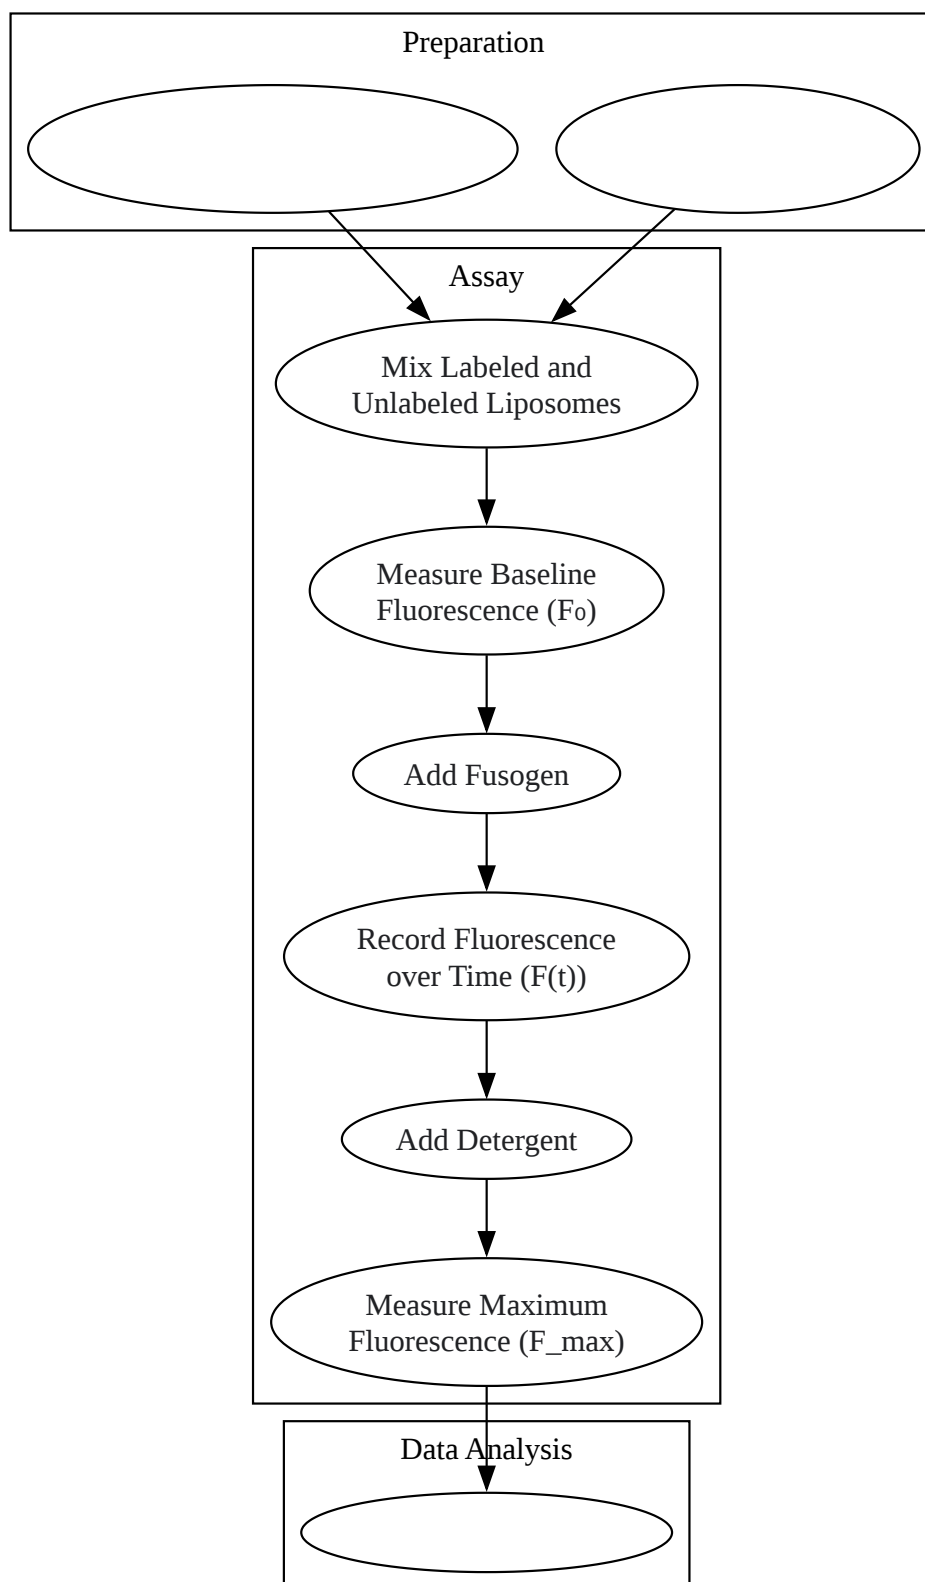 Preparation
Assay
Mix Labeled and
Unlabeled Liposomes
Measure Baseline
Fluorescence (F₀)
Add Fusogen
Record Fluorescence
over Time (F(t))
Add Detergent
Measure Maximum
Fluorescence (F_max)
Data Analysis